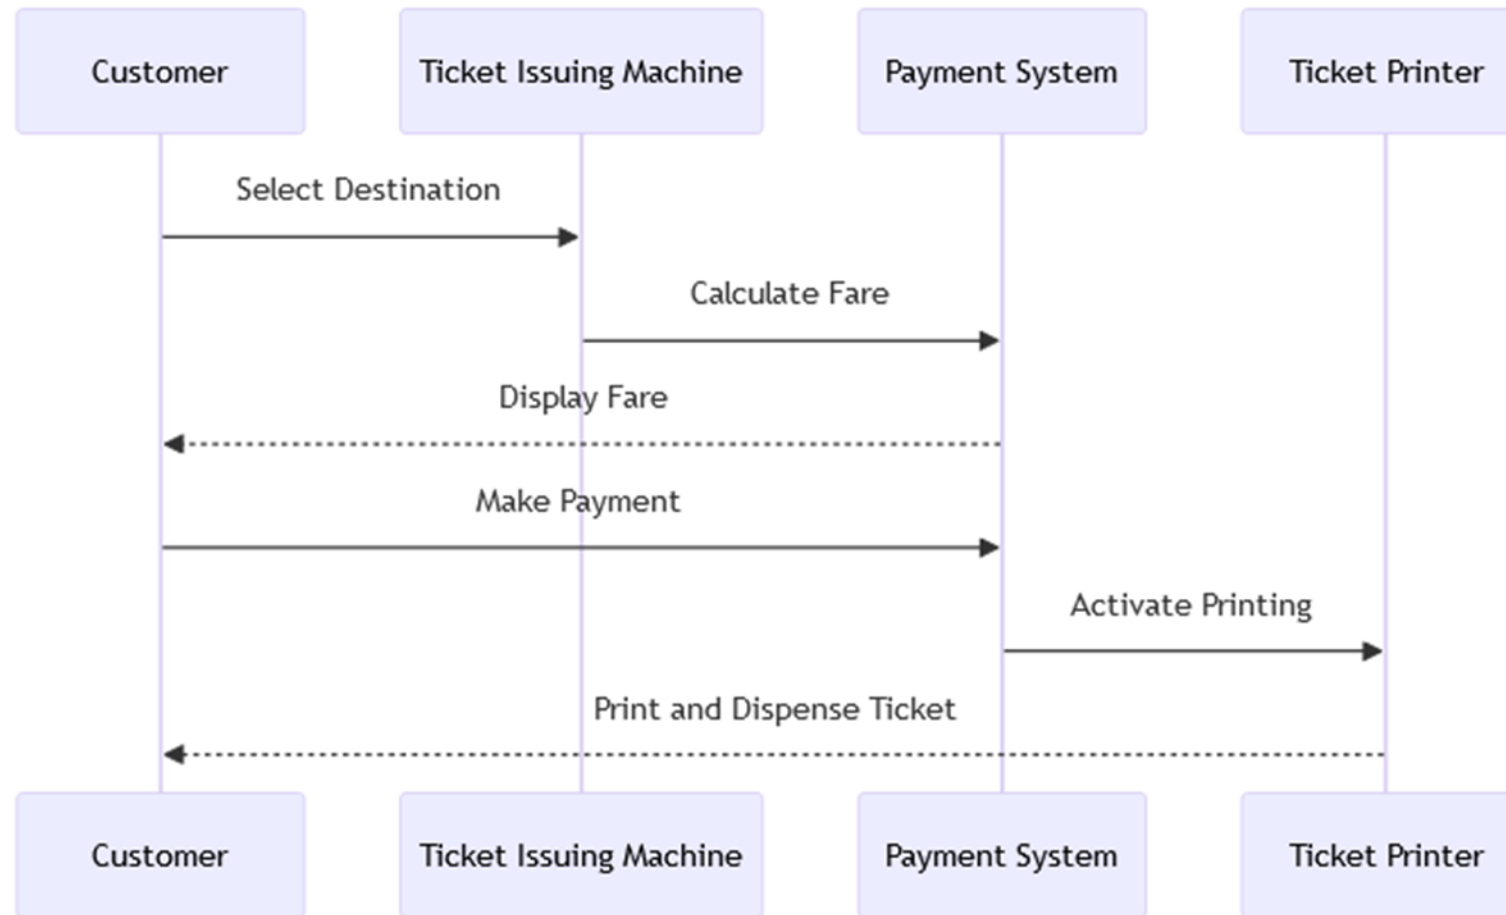 Customer
Ticket Issuing Machine
Payment System
Ticket Printer
Select Destination
Calculate Fare
Display Fare
Make Payment
Activate Printing
Print and Dispense Ticket
Customer
Ticket Issuing Machine
Payment System
Ticket Printer